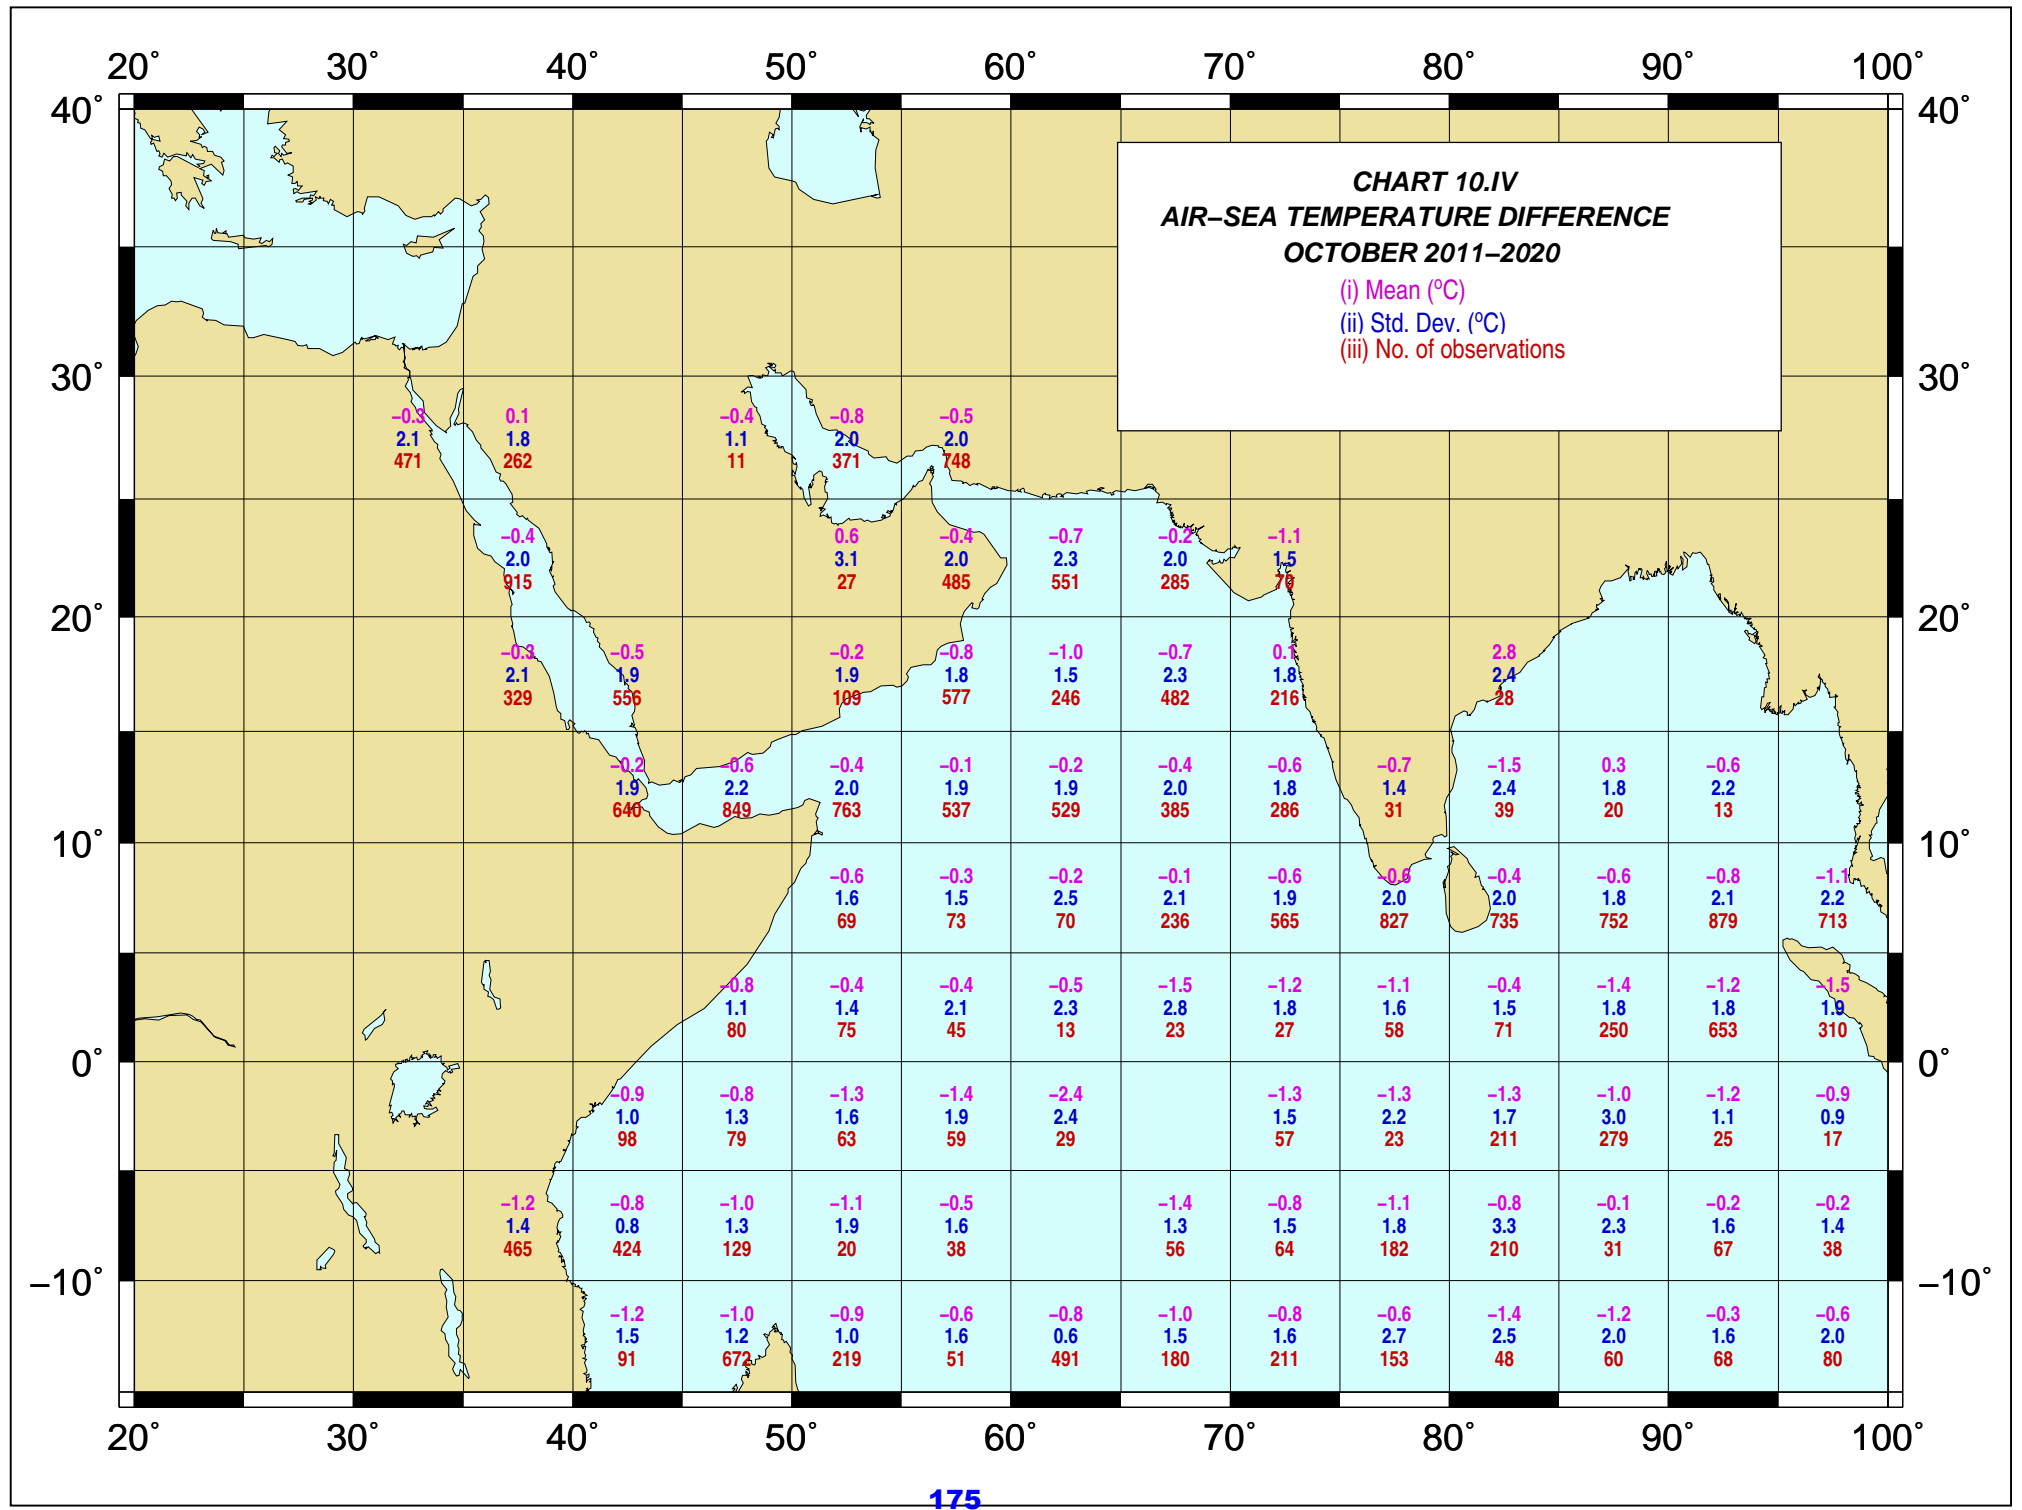 20° 30° 40° 50° 60° 70° 80° 90° 100°
40° 40°
CHART 10.IV
AIR–SEA TEMPERATURE DIFFERENCE
OCTOBER 2011–2020
(i) Mean (ºC)
(ii) Std. Dev. (ºC)
(iii) No. of observations
30° 30°
−0.3 0.1 −0.4 −0.8 −0.5
2.1 1.8 1.1 2.0 2.0
471 262 11 371 748
−0.4 0.6 −0.4 −0.7 −0.2 −1.1
2.0 3.1 2.0 2.3 2.0 1.5
915 27 485 551 285 70
20° 20°
−0.3 −0.5 −0.2 −0.8 −1.0 −0.7 0.1 2.8
2.1 1.9 1.9 1.8 1.5 2.3 1.8 2.4
329 556 109 577 246 482 216 28
−0.2 −0.6 −0.4 −0.1 −0.2 −0.4 −0.6 −0.7 −1.5 0.3 −0.6
1.9 2.2 2.0 1.9 1.9 2.0 1.8 1.4 2.4 1.8 2.2
640 849 763 537 529 385 286 31 39 20 13
10° 10°
−0.6 −0.3 −0.2 −0.1 −0.6 −0.6 −0.4 −0.6 −0.8 −1.1
1.6 1.5 2.5 2.1 1.9 2.0 2.0 1.8 2.1 2.2
69 73 70 236 565 827 735 752 879 713
−0.8 −0.4 −0.4 −0.5 −1.5 −1.2 −1.1 −0.4 −1.4 −1.2 −1.5
1.1 1.4 2.1 2.3 2.8 1.8 1.6 1.5 1.8 1.8 1.9
80 75 45 13 23 27 58 71 250 653 310
0° 0°
−0.9 −0.8 −1.3 −1.4 −2.4 −1.3 −1.3 −1.3 −1.0 −1.2 −0.9
1.0 1.3 1.6 1.9 2.4 1.5 2.2 1.7 3.0 1.1 0.9
98 79 63 59 29 57 23 211 279 25 17
−1.2 −0.8 −1.0 −1.1 −0.5 −1.4 −0.8 −1.1 −0.8 −0.1 −0.2 −0.2
1.4 0.8 1.3 1.9 1.6 1.3 1.5 1.8 3.3 2.3 1.6 1.4
465 424 129 20 38 56 64 182 210 31 67 38
−10° −10°
−1.2 −1.0 −0.9 −0.6 −0.8 −1.0 −0.8 −0.6 −1.4 −1.2 −0.3 −0.6
1.5 1.2 1.0 1.6 0.6 1.5 1.6 2.7 2.5 2.0 1.6 2.0
91 672 219 51 491 180 211 153 48 60 68 80
20° 30° 40° 50° 60° 70° 80° 90° 100°
175